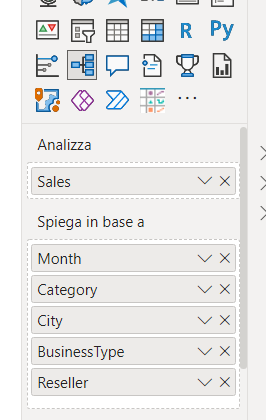 R
Py
Analizza
Sales
Spiega in base a
Month
Category
City
BusinessType
Reseller